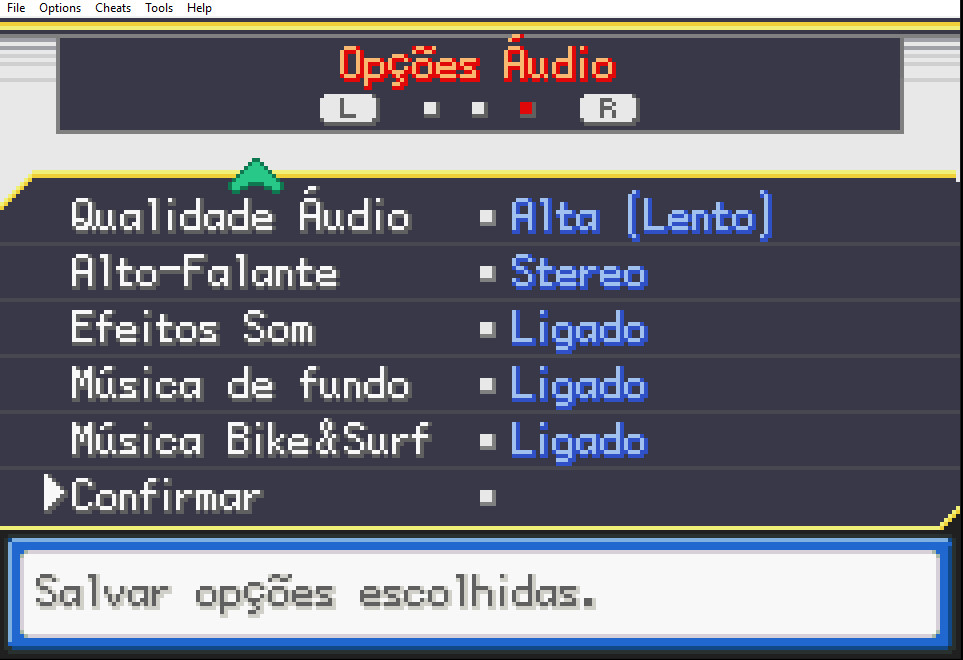 File Options Cheats Tools Help
Opções Áudio
L R
Qualidade Áudio Alta (Lento)
Alto-Falante Stereo
Efeitos Som Ligado
Música de fundo Ligado
Música Bike&Surf Ligado
Confirmar
Salvar opções escolhidas.